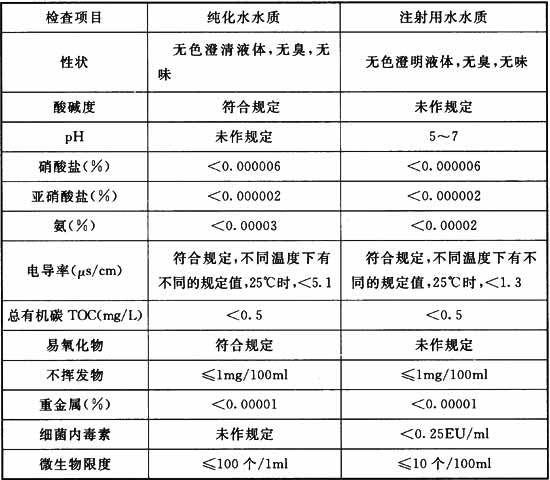 检查项目 纯化水水质 注射用水水质
性状 无色澄清液体,无臭,无味 无色澄明液体,无臭,无味
酸碱度 符合规定 未作规定
pH 未作规定 5~7
硝酸盐(%) <0.000006 <0.000006
亚硝酸盐(%) <0.000002 <0.000002
氨(%) <0.00003 <0.00002
电导率(μs/cm) 符合规定,不同温度下有不同的规定值,25℃时,<5.1 符合规定,不同温度下有不同的规定值,25℃时,<1.3
总有机碳 TOC(mg/L) <0.5 <0.5
易氧化物 符合规定 未作规定
不挥发物 ≤1mg/100ml ≤1mg/100ml
重金属(%) <0.00001 <0.00001
细菌内毒素 未作规定 <0.25EU/ml
微生物限度 ≤100个/1ml ≤10个/100ml